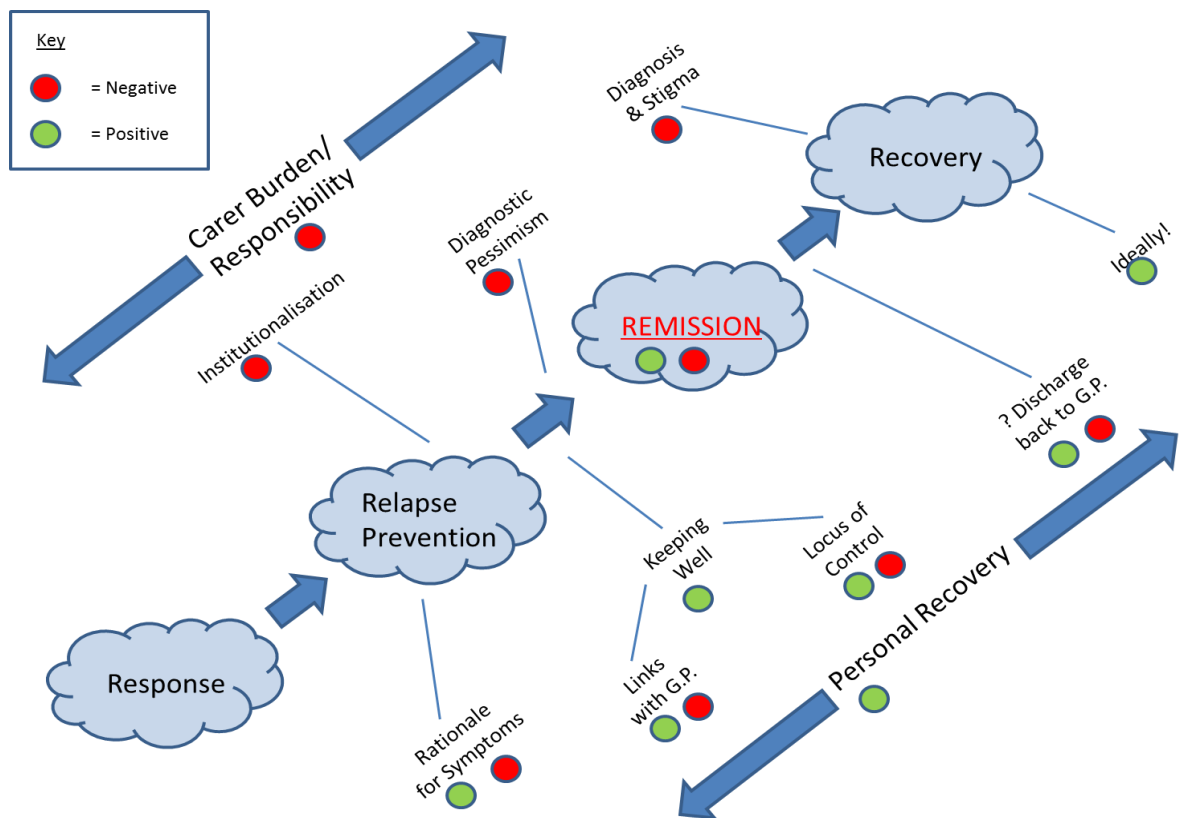 Key
= Negative
= Positive
Carer Burden/
Responsibility
Diagnosis
& Stigma
Recovery
Ideally!
Diagnostic
Pessimism
REMISSION
Institutionalisation
? Discharge
back to G.P.
Relapse
Prevention
Keeping
Well
Locus of
Control
Personal Recovery
Response
Links
with G.P.
Rationale
for Symptoms